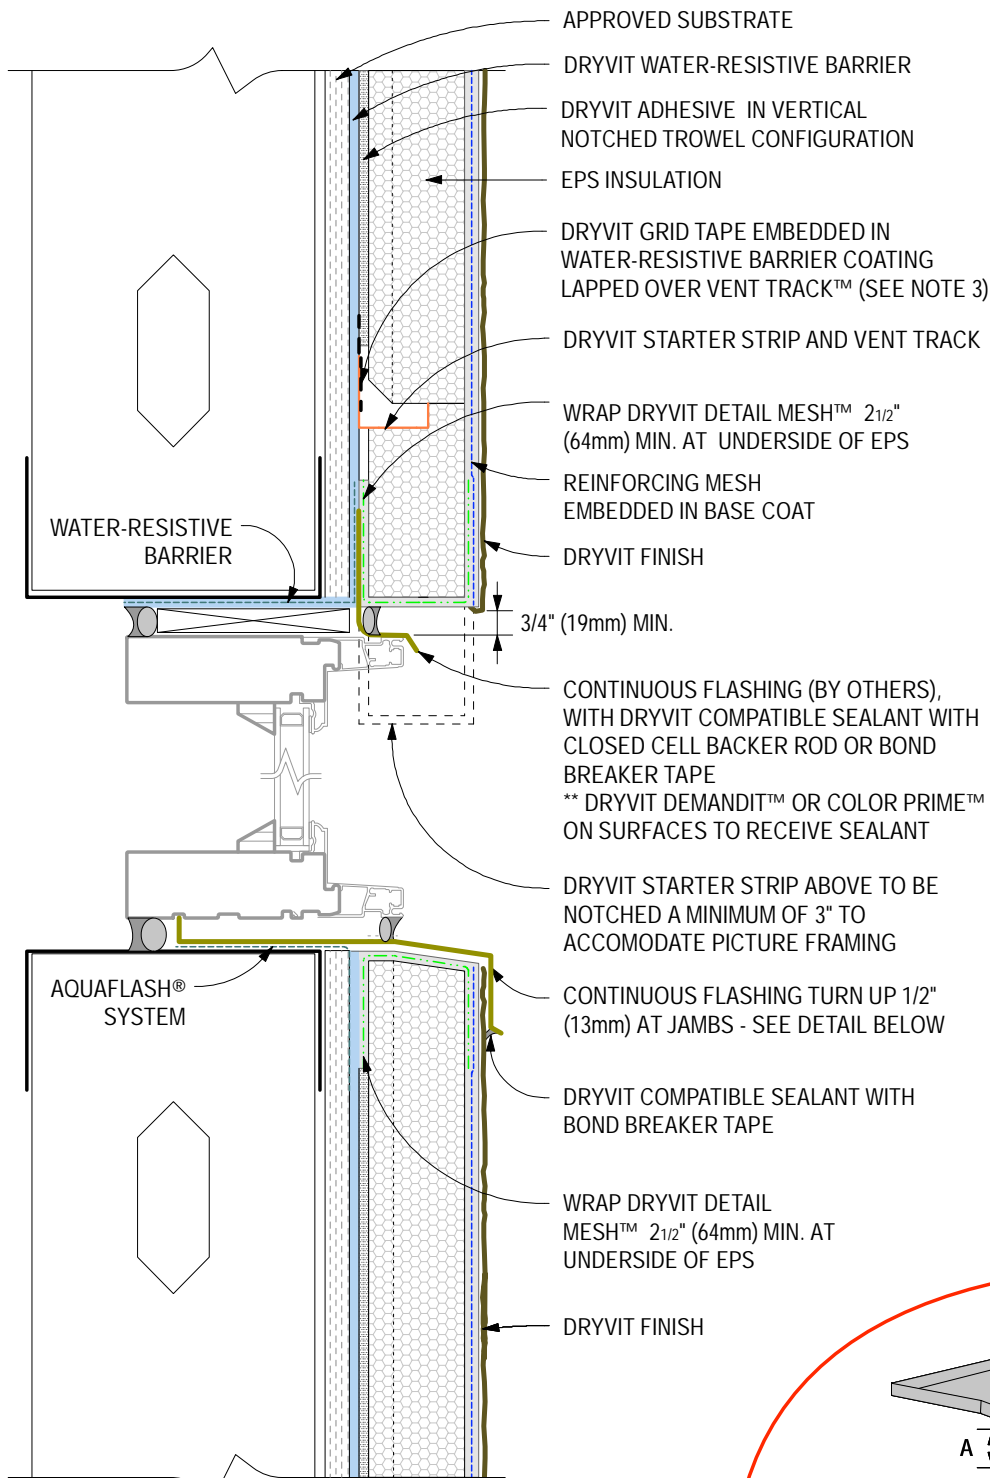 APPROVED SUBSTRATE
DRYVIT WATER-RESISTIVE BARRIER
DRYVIT ADHESIVE IN VERTICAL
NOTCHED TROWEL CONFIGURATION
EPS INSULATION
DRYVIT GRID TAPE EMBEDDED IN
WATER-RESISTIVE BARRIER COATING
LAPPED OVER VENT TRACK™ (SEE NOTE 3)
DRYVIT STARTER STRIP AND VENT TRACK
WRAP DRYVIT DETAIL MESH™ 2 1/2"
(64mm) MIN. AT UNDERSIDE OF EPS
REINFORCING MESH
EMBEDDED IN BASE COAT
WATER-RESISTIVE
BARRIER
DRYVIT FINISH
3/4" (19mm) MIN.
CONTINUOUS FLASHING (BY OTHERS),
WITH DRYVIT COMPATIBLE SEALANT WITH
CLOSED CELL BACKER ROD OR BOND
BREAKER TAPE
** DRYVIT DEMANDIT™ OR COLOR PRIME™
ON SURFACES TO RECEIVE SEALANT
DRYVIT STARTER STRIP ABOVE TO BE
NOTCHED A MINIMUM OF 3" TO
ACCOMODATE PICTURE FRAMING
AQUAFLASH®
SYSTEM
CONTINUOUS FLASHING TURN UP 1/2"
(13mm) AT JAMBS - SEE DETAIL BELOW
DRYVIT COMPATIBLE SEALANT WITH
BOND BREAKER TAPE
WRAP DRYVIT DETAIL
MESH™ 2 1/2" (64mm) MIN. AT
UNDERSIDE OF EPS
DRYVIT FINISH
A